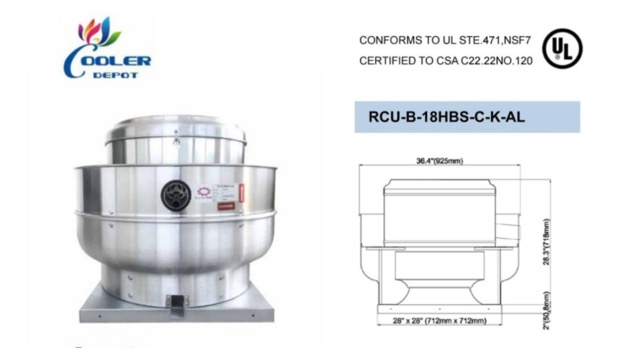 COOLER
DEPOT
CONFORMS TO UL STE.471,NSF7
CERTIFIED TO CSA C22.22NO.120
UL
RCU-B-18HBS-C-K-AL
36.4"(925mm)
28.3"(718mm)
2"(50.8mm)
28" x 28" (712mm x 712mm)